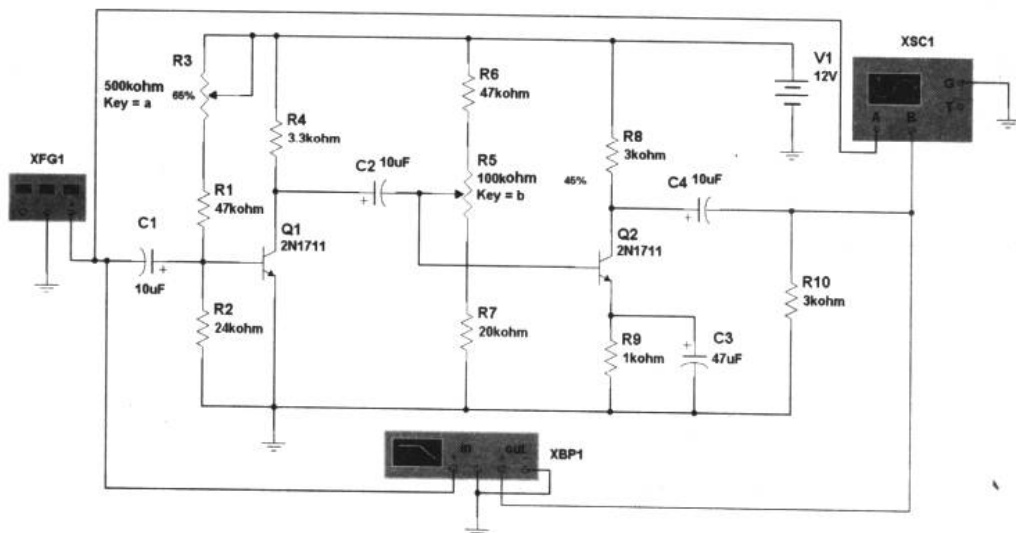 XSC1
V1
12V
G
T
A
B
R3
500kohm
65%
Key = a
R6
47kohm
R4
3.3kohm
R8
3kohm
XFG1
C2
10uF
R5
100kohm
Key = b
45%
C4
10uF
R1
47kohm
C1
10uF
Q1
2N1711
Q2
2N1711
R10
3kohm
R2
24kohm
R7
20kohm
R9
1kohm
C3
47uF
in
out
XBP1